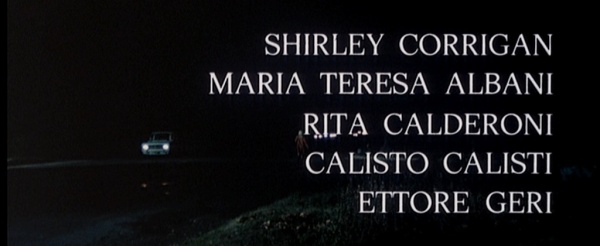 SHIRLEY CORRIGAN
MARIA TERESA ALBANI
RITA CALDERONI
CALISTO CALISTI
ETTORE GERI